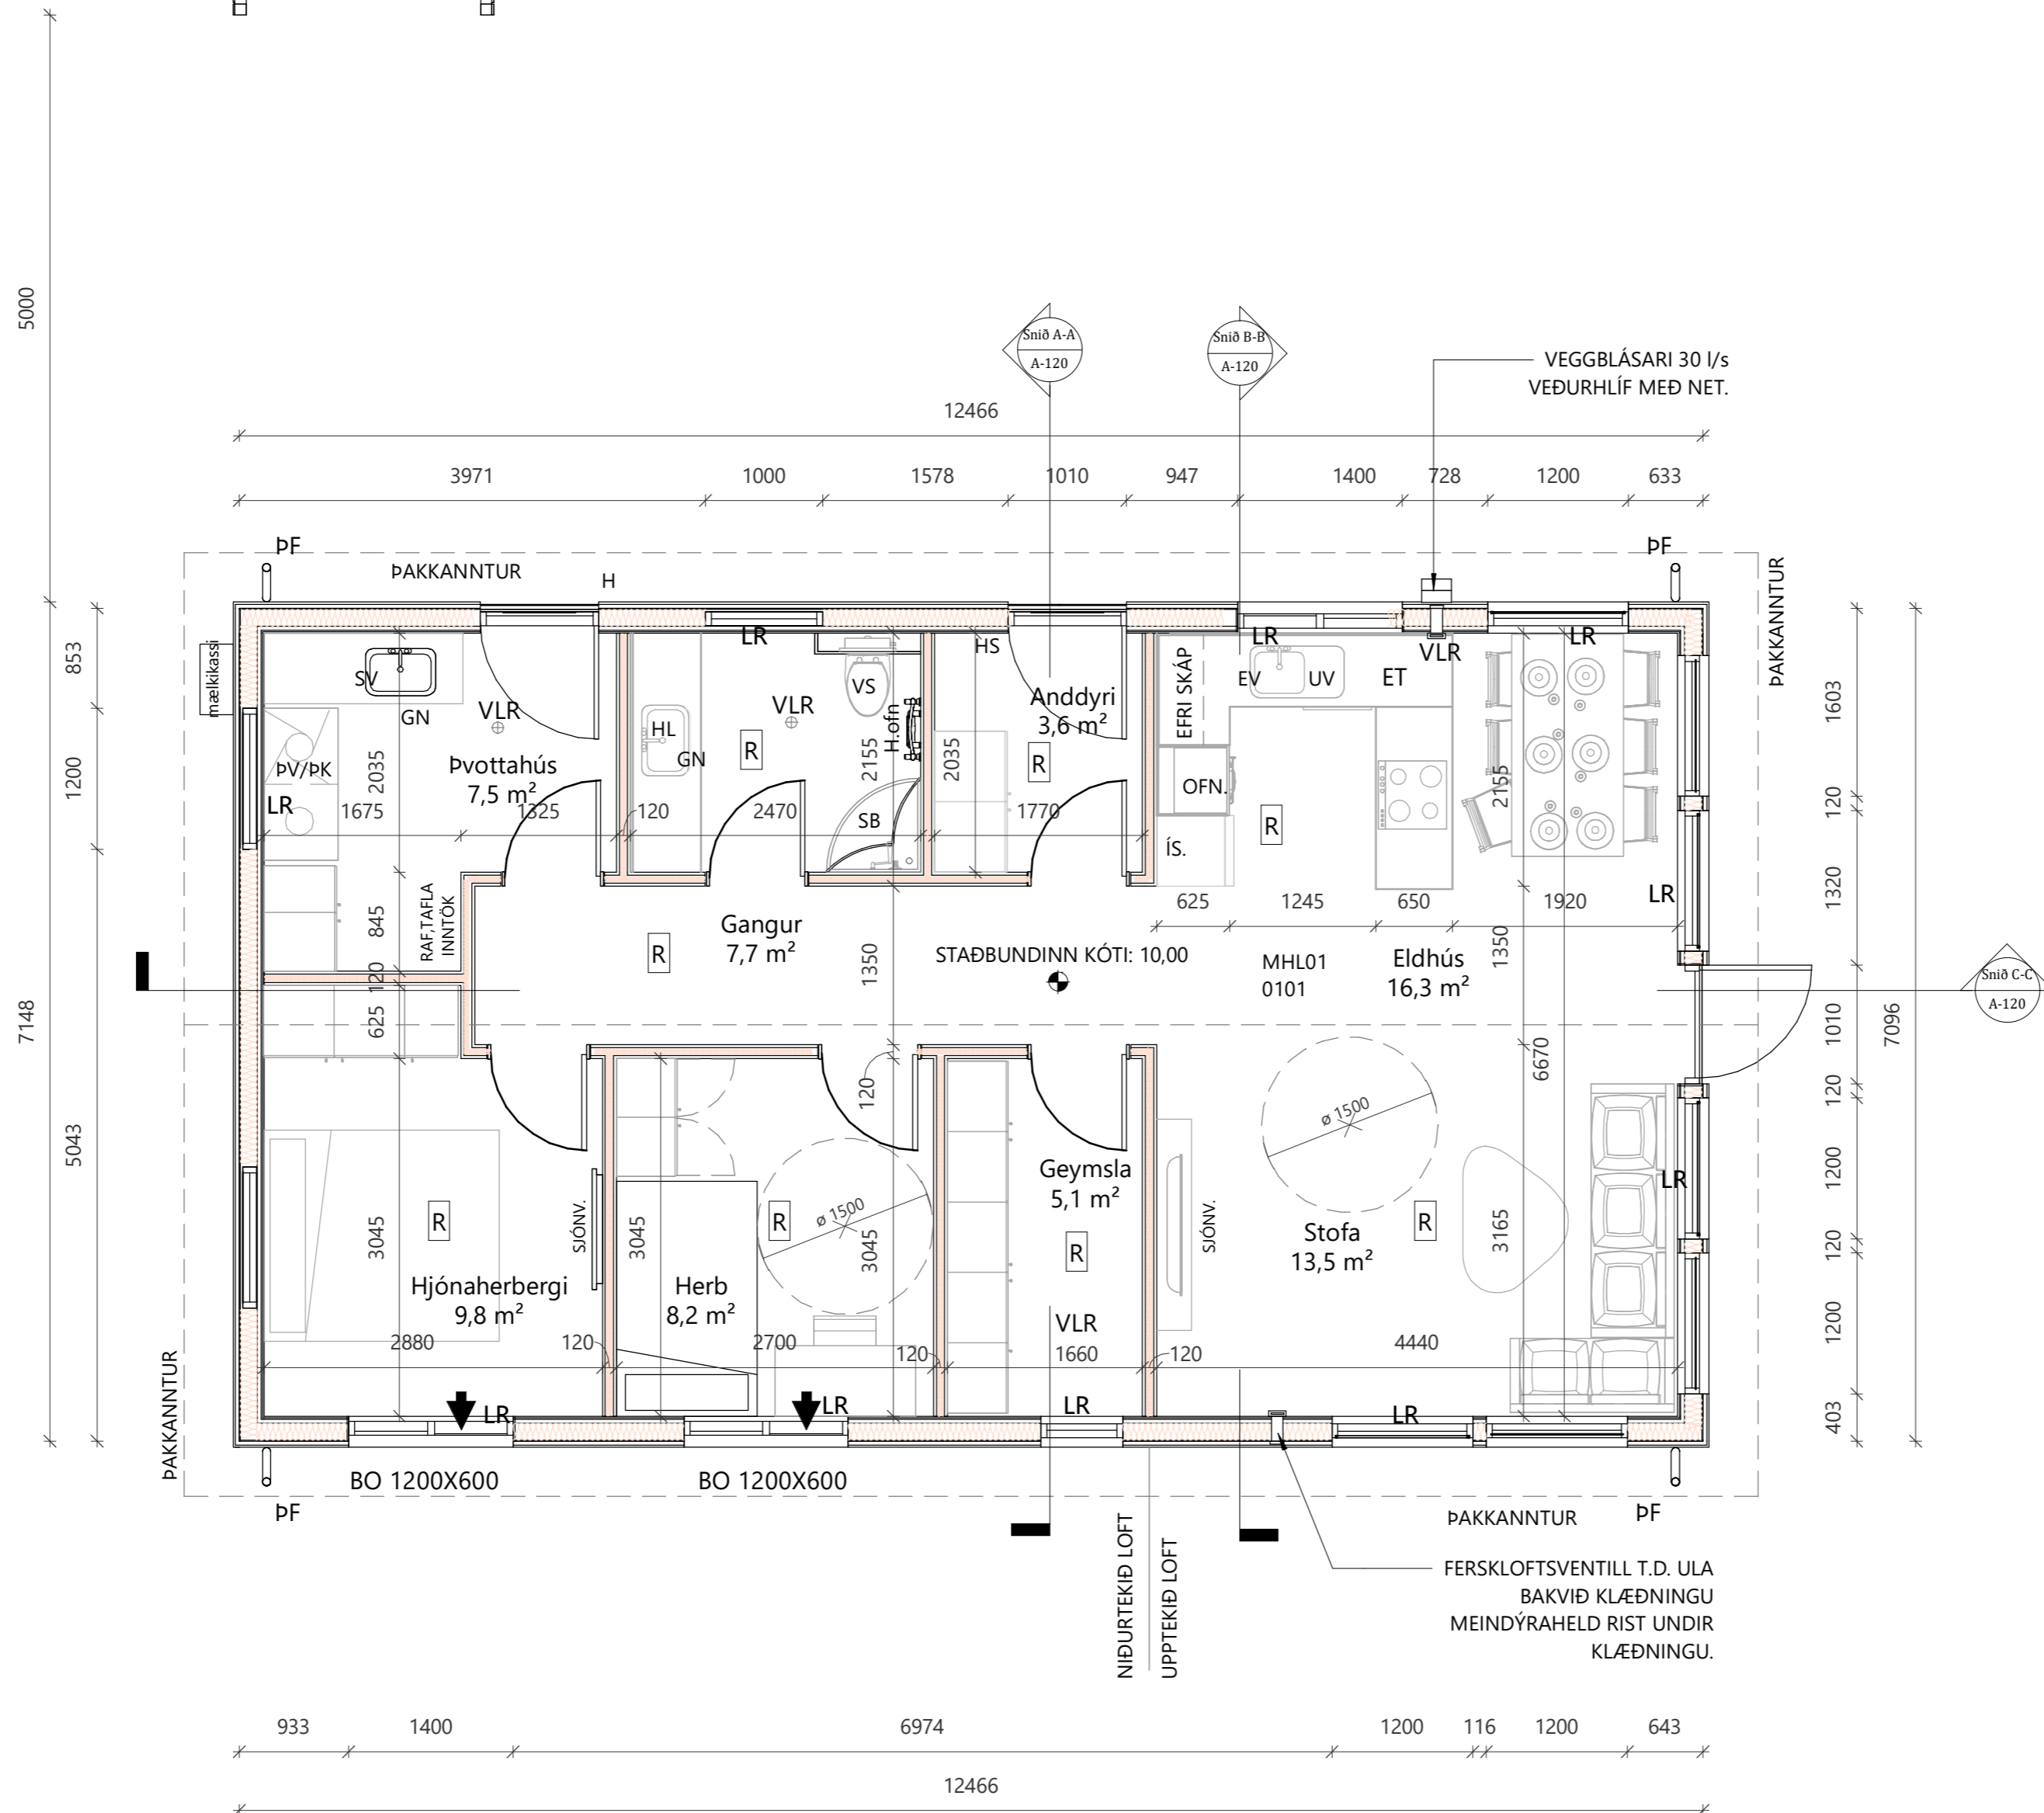 5000
Snið A-A
A-120
Snið B-B
A-120
VEGGBLÁSARI 30 l/s
VEÐURHLÍF MEÐ NET.
12466
3971
1000
1578
1010
947
1400
728
1200
633
ÞF
ÞF
ÞAKKANNTUR
H
ÞAKKANNTUR
mælikassi
853
1200
5043
7148
LR
HS
LR
LR
VLR
SV
GN
VLR
HL
GN
VLR
VS
H.ofn
R
Anddyri
3,6 m²
R
EFRI SKÁP
EV
UV
ET
1603
ÞV/ÞK
LR
2035
Þvottahús
7,5 m²
2155
2035
OFN.
2155
1675
1325
120
2470
SB
1770
R
120
ÍS.
1320
LR
RAF,TAFLA
INNTÖK
845
625
1245
650
1920
Gangur
7,7 m²
R
1350
STAÐBUNDINN KÓTI: 10,00
MHL01
0101
Eldhús
16,3 m²
1350
120
625
Snið C-C
A-120
1010
7096
6670
120
120
ø 1500
1200
LR
Geymsla
5,1 m²
R
3045
R
SJÓNV.
3045
R
ø 1500
3045
SJÓNV.
Stofa
13,5 m²
R
3165
120
Hjónaherbergi
9,8 m²
Herb
8,2 m²
VLR
1200
2880
120
2700
120
1660
120
4440
ÞAKKANNTUR
LR
LR
LR
LR
403
BO 1200X600
BO 1200X600
ÞF
ÞF
ÞAKKANNTUR
NIÐURTEKIÐ LOFT
UPPTEKIÐ LOFT
FERSKLOFTSVENTILL T.D. ULA
BAKVIÐ KLÆÐNINGU
MEINDÝRAHELD RIST UNDIR
KLÆÐNINGU.
933
1400
6974
1200
116
1200
643
12466